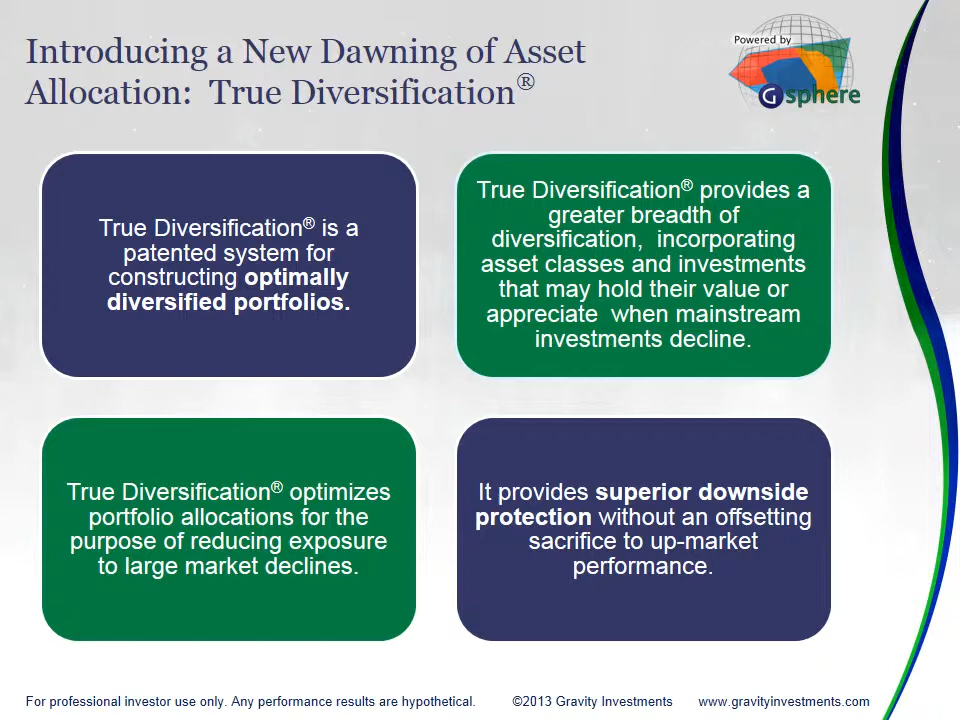 Introducing a New Dawning of Asset
Allocation:  True Diversification®
Powered by
G sphere
True Diversification® is a
patented system for
constructing optimally
diversified portfolios.
True Diversification® provides a
greater breadth of
diversification,  incorporating
asset classes and investments
that may hold their value or
appreciate  when mainstream
investments decline.
True Diversification® optimizes
portfolio allocations for the
purpose of reducing exposure
to large market declines.
It provides superior downside
protection without an offsetting
sacrifice to up-market
performance.
For professional investor use only. Any performance results are hypothetical. ©2013 Gravity Investments www.gravityinvestments.com